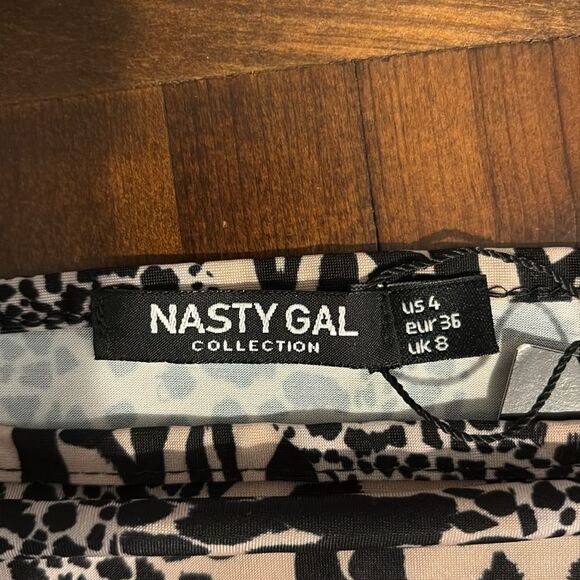 NASTY GAL
COLLECTION
us 4
eur 36
uk 8